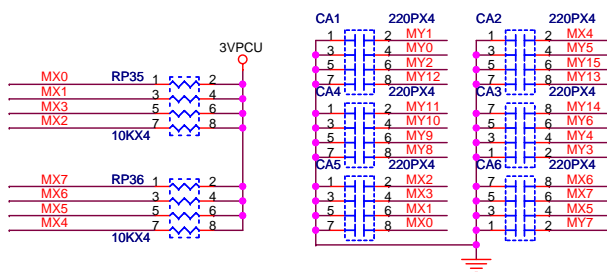 3VPCU
MX0 RP35 1 2
MX1 3 4
MX3 5 6
MX2 7 8
10KX4
MX7 RP36 1 2
MX6 3 4
MX5 5 6
MX4 7 8
10KX4
CA1 220PX4
1 2 MY1
3 4 MY0
5 6 MY2
7 8 MY12
CA4 220PX4
1 2 MY11
3 4 MY10
5 6 MY9
7 8 MY8
CA5 220PX4
1 2 MX2
3 4 MX3
5 6 MX1
7 8 MX0
CA2 220PX4
1 2 MX4
3 4 MY5
5 6 MY15
7 8 MY13
CA3 220PX4
7 8 MY14
5 6 MY6
3 4 MY4
1 2 MY3
CA6 220PX4
7 8 MX6
5 6 MX7
3 4 MX5
1 2 MY7